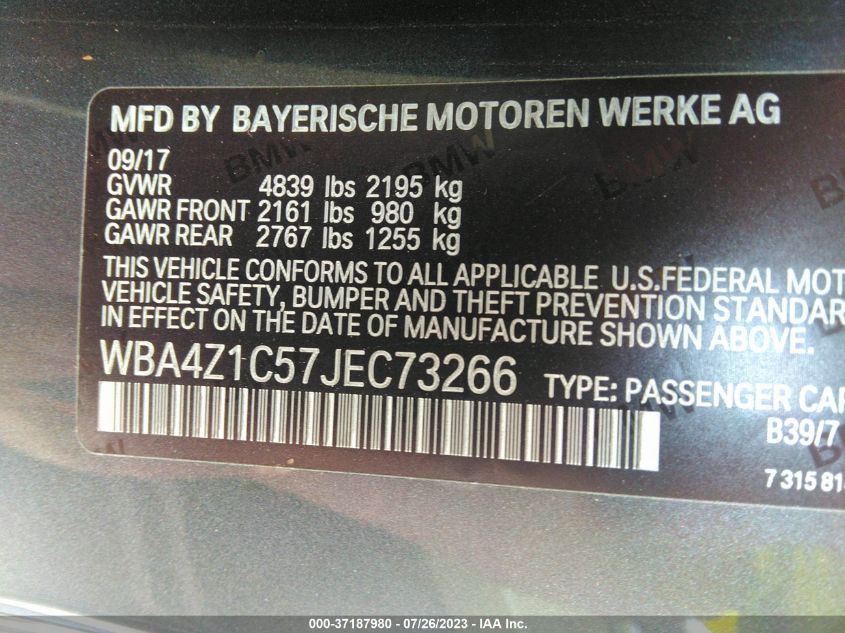 MFD BY BAYERISCHE MOTOREN WERKE AG
09/17
GVWR 4839 lbs 2195 kg
GAWR FRONT 2161 lbs 980 kg
GAWR REAR 2767 lbs 1255 kg
THIS VEHICLE CONFORMS TO ALL APPLICABLE U.S.FEDERAL MOT
VEHICLE SAFETY, BUMPER AND THEFT PREVENTION STANDAR
IN EFFECT ON THE DATE OF MANUFACTURE SHOWN ABOVE.
WBA4Z1C57JEC73266 TYPE: PASSENGER CAR
B39/7
7 315 81
000-37187980 / 07/26/2023 - IAA Inc.